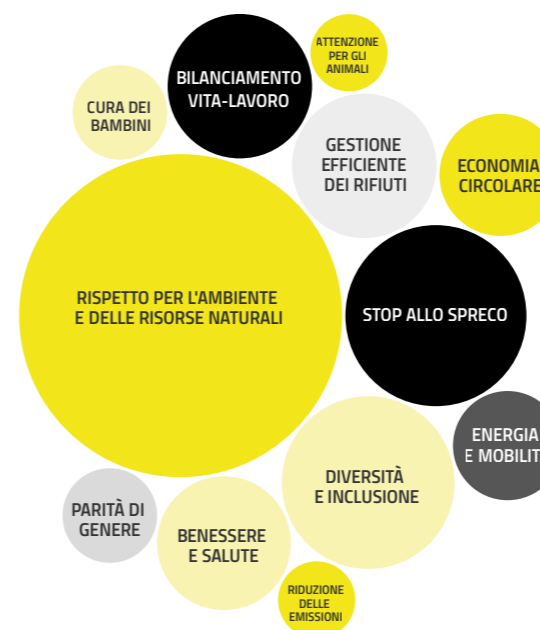 ATTENZIONE
PER GLI
ANIMALI
BILANCIAMENTO
VITA-LAVORO
CURA DEI
BAMBINI
GESTIONE
EFFICIENTE
DEI RIFIUTI
ECONOMIA
CIRCOLARE
RISPETTO PER L'AMBIENTE
E DELLE RISORSE NATURALI
STOP ALLO SPRECO
ENERGIA
E MOBILIT
DIVERSITÀ
E INCLUSIONE
PARITÀ DI
GENERE
BENESSERE
E SALUTE
RIDUZIONE
DELLE
EMISSIONI